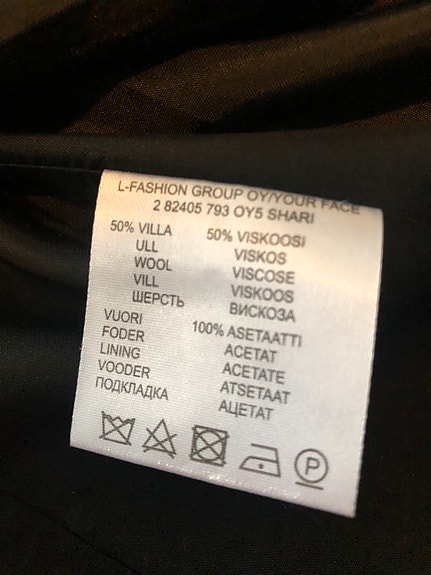 L-FASHION GROUP OY/YOUR FACE
2 82405 793 OY5 SHARI
50% VILLA 50% VISKOOSI
ULL VISKOS
WOOL VISCOSE
VILL VISKOOS
ШЕРСТЬ ВИСКОЗА
VUORI 100% ASETAATTI
FODER ACETAT
LINING ACETATE
VOODER ATSETAAT
ПОДКЛАДКА АЦЕТАТ
P